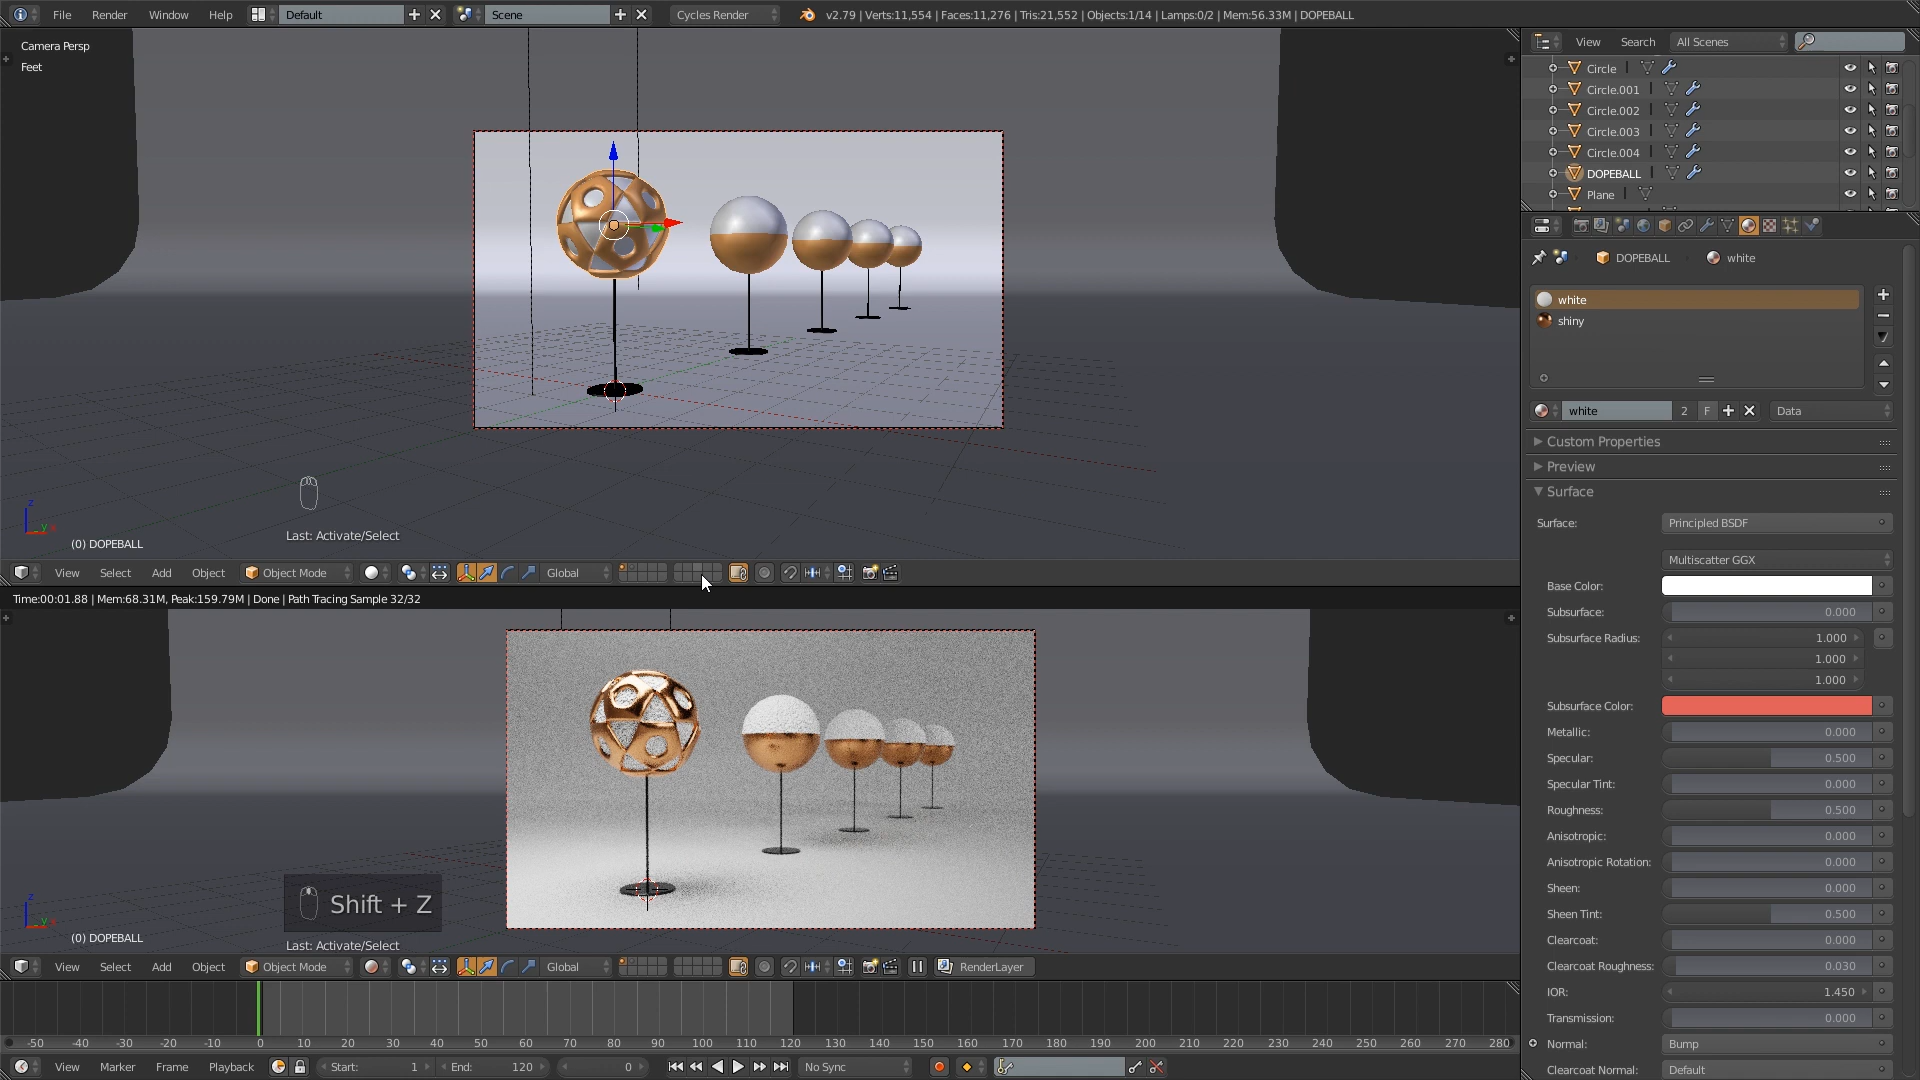 File Render Window Help Default Scene Cycles Render v2.79 | Verts:11,554 | Faces:11,276 | Tris:21,552 | Objects:1/14 | Lamps:0/2 | Mem:56.33M | DOPEBALL
Camera Persp
Feet
(0) DOPEBALL
Last: Activate/Select
View Select Add Object Object Mode Global
Time:00:01.88 | Mem:68.31M, Peak:159.79M | Done | Path Tracing Sample 32/32
Shift + Z
(0) DOPEBALL
Last: Activate/Select
View Select Add Object Object Mode Global RenderLayer
-50 -40 -30 -20 -10 0 10 20 30 40 50 60 70 80 90 100 110 120 130 140 150 160 170 180 190 200 210 220 230 240 250 260 270 280
View Marker Frame Playback Start: 1 End: 120 0 No Sync
View Search All Scenes
Circle
Circle.001
Circle.002
Circle.003
Circle.004
DOPEBALL
Plane
DOPEBALL white
white
shiny
white 2 F Data
Custom Properties
Preview
Surface
Surface: Principled BSDF
Multiscatter GGX
Base Color:
Subsurface: 0.000
Subsurface Radius: 1.000
1.000
1.000
Subsurface Color:
Metallic: 0.000
Specular: 0.500
Specular Tint: 0.000
Roughness: 0.500
Anisotropic: 0.000
Anisotropic Rotation: 0.000
Sheen: 0.000
Sheen Tint: 0.500
Clearcoat: 0.000
Clearcoat Roughness: 0.030
IOR: 1.450
Transmission: 0.000
Normal: Bump
Clearcoat Normal: Default